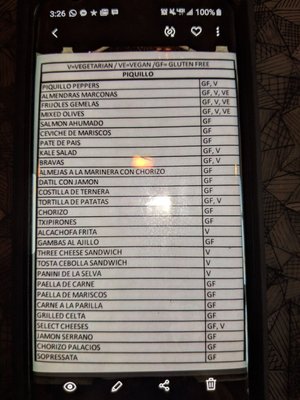 3:26 100%
V=VEGETARIAN / VE=VEGAN /GF= GLUTEN FREE
PIQUILLO
PIQUILLO PEPPERS GF, V
ALMENDRAS MARCONAS GF, V, VE
FRIJOLES GEMELAS GF, V, VE
MIXED OLIVES GF, V, VE
SALMON AHUMADO GF
CEVICHE DE MARISCOS GF
PATE DE PAIS GF
KALE SALAD GF, V
BRAVAS GF, V
ALMEJAS A LA MARINERA CON CHORIZO GF
DATIL CON JAMON GF
COSTILLA DE TERNERA GF
TORTILLA DE PATATAS GF, V
CHORIZO GF
TXIPIRONES GF
ALCACHOFA FRITA V
GAMBAS AL AJILLO GF
THREE CHEESE SANDWICH V
TOSTA CEBOLLA SANDWICH V
PANINI DE LA SELVA V
PAELLA DE CARNE GF
PAELLA DE MARISCOS GF
CARNE A LA PARILLA GF
GRILLED CELTA GF
SELECT CHEESES GF, V
JAMON SERRANO GF
CHORIZO PALACIOS GF
SOPRESSATA GF